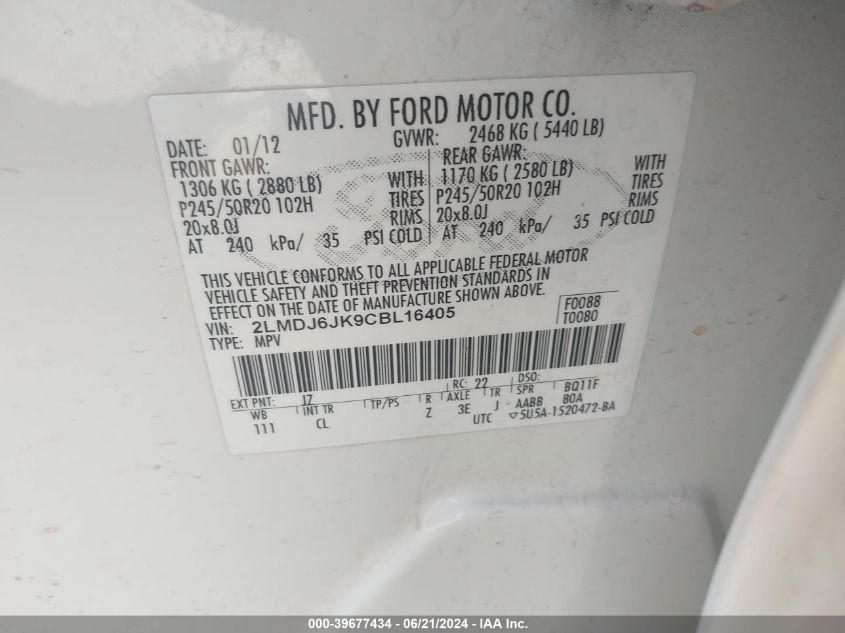 MFD. BY FORD MOTOR CO.
DATE: 01/12 GVWR: 2468 KG ( 5440 LB)
FRONT GAWR: REAR GAWR:
1306 KG ( 2880 LB) WITH 1170 KG ( 2580 LB) WITH
P245/50R20 102H TIRES P245/50R20 102H TIRES
20x8.0J RIMS 20x8.0J RIMS
AT 240 kPa/ 35 PSI COLD AT 240 kPa/ 35 PSI COLD
THIS VEHICLE CONFORMS TO ALL APPLICABLE FEDERAL MOTOR
VEHICLE SAFETY AND THEFT PREVENTION STANDARDS IN
EFFECT ON THE DATE OF MANUFACTURE SHOWN ABOVE.
VIN: 2LMDJ6JK9CBL16405 F0088
TYPE: MPV T0080
RC: 22 DSO:
EXT PNT: JZ BQ11F
WB INT TR TP/PS R AXLE TR SPR 80A
111 CL Z 3E J AABB
UTC ▽5U5A-1520472-BA
000-39677434 - 06/21/2024 - IAA Inc.